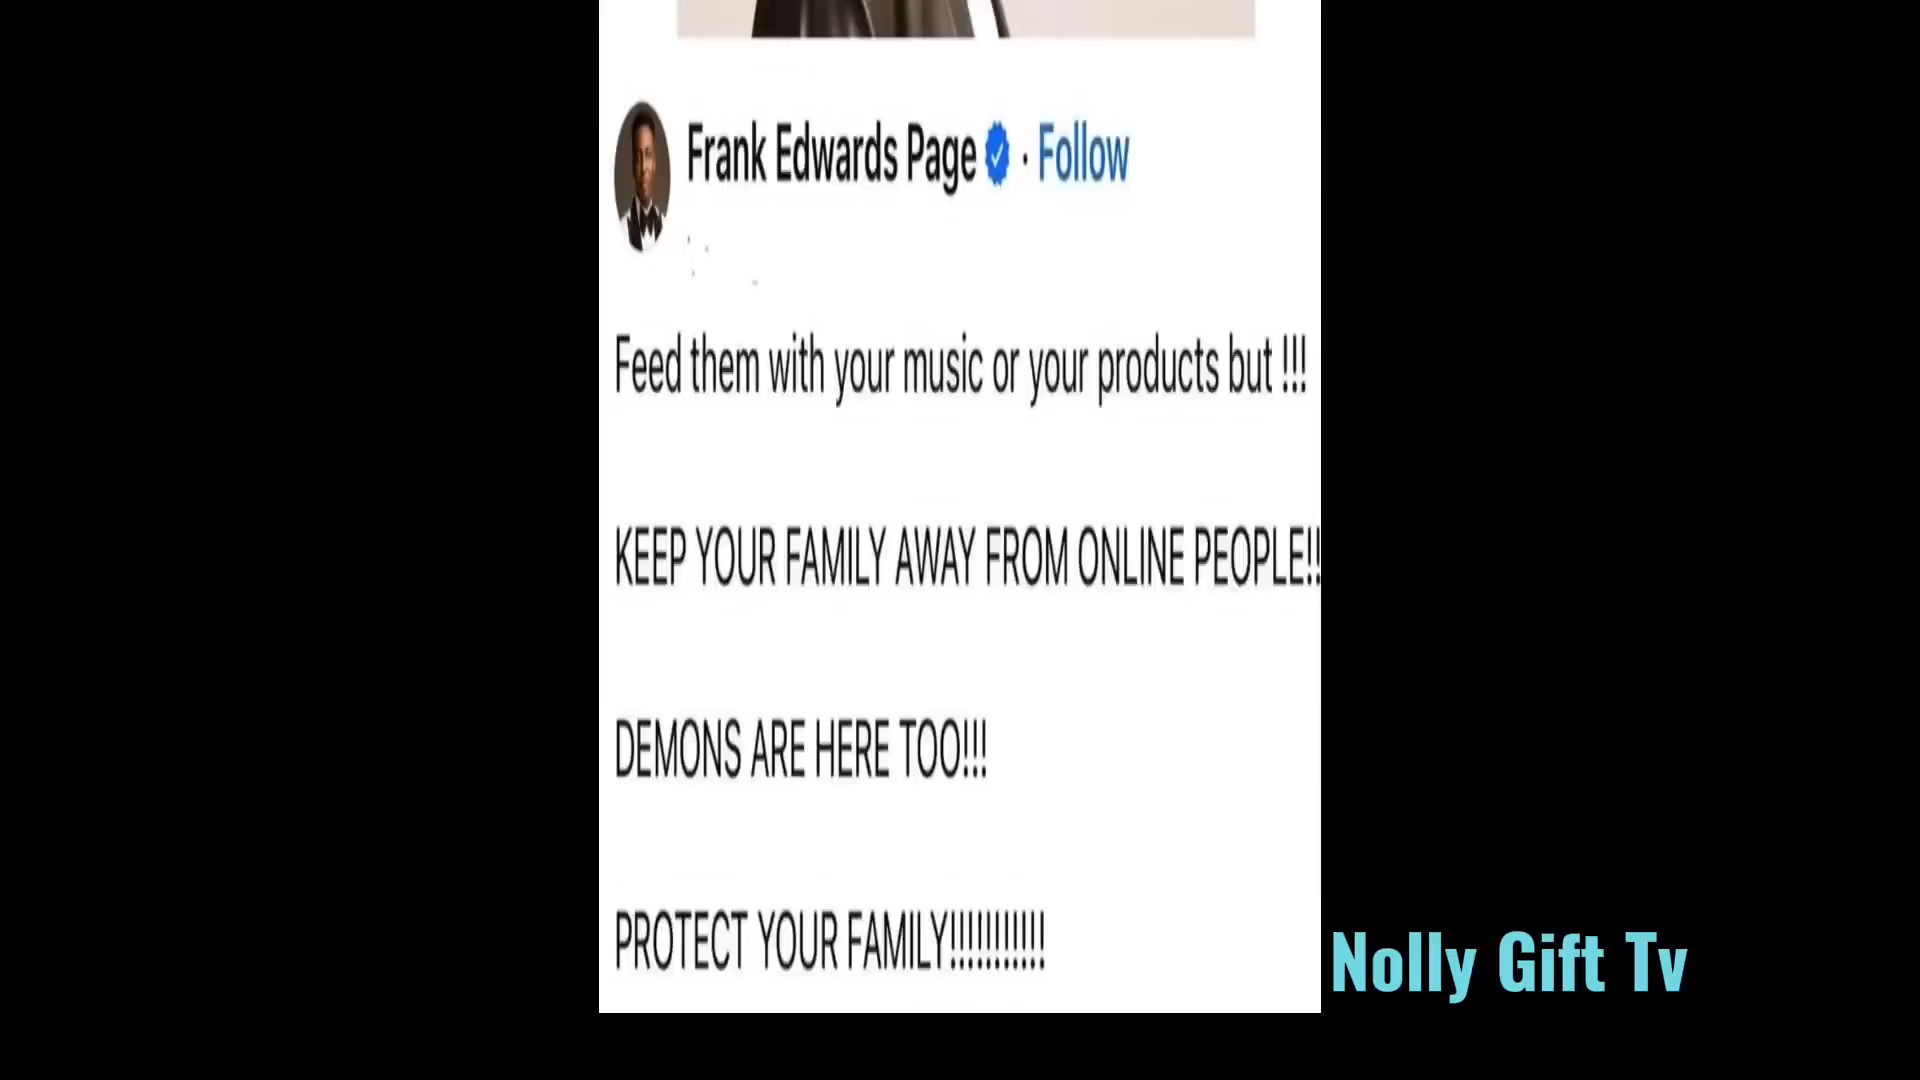 Frank Edwards Page · Follow
Feed them with your music or your products but !!!
KEEP YOUR FAMILY AWAY FROM ONLINE PEOPLE!!
DEMONS ARE HERE TOO!!!
PROTECT YOUR FAMILY!!!!!!!!!!!
Nolly Gift Tv